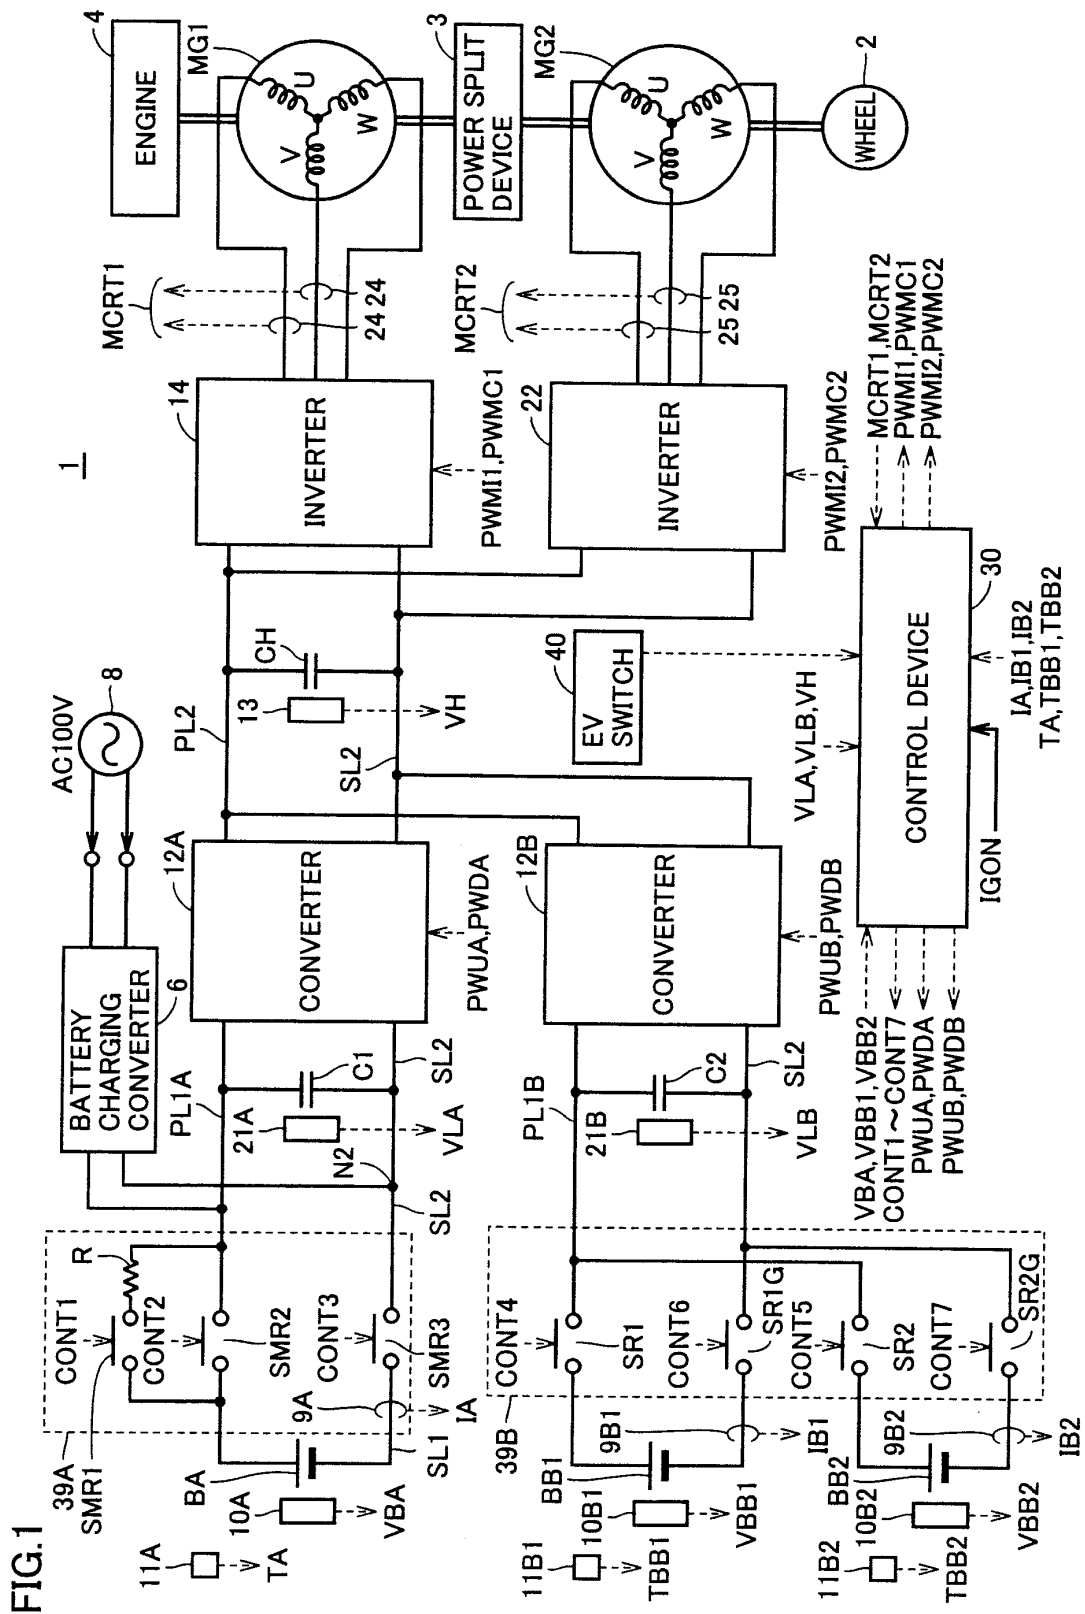 FIG.1
1
39A
SMR1
CONT1
R
CONT2
SMR2
CONT3
SMR3
9A
IA
SL1
BA
10A
VBA
11A
TA
BATTERY
CHARGING
CONVERTER
6
AC100V
8
PL1A
21A
C1
VLA
N2
SL2
SL2
12A
CONVERTER
PWUA,PWDA
PL2
SL2
13
CH
VH
14
INVERTER
PWMI1,PWMC1
MCRT1
24
24
4
ENGINE
MG1
U
V
W
3
POWER SPLIT
DEVICE
39B
CONT4
SR1
CONT6
SR1G
CONT5
SR2
CONT7
SR2G
9B1
IB1
BB1
10B1
VBB1
11B1
TBB1
9B2
IB2
BB2
10B2
VBB2
11B2
TBB2
PL1B
21B
C2
VLB
SL2
12B
CONVERTER
PWUB,PWDB
40
EV
SWITCH
22
INVERTER
PWMI2,PWMC2
MCRT2
25
25
MG2
U
V
W
2
WHEEL
VBA,VBB1,VBB2
CONT1~CONT7
PWUA,PWDA
PWUB,PWDB
VLA,VLB,VH
CONTROL DEVICE
30
IGON
IA,IB1,IB2
TA,TBB1,TBB2
MCRT1,MCRT2
PWMI1,PWMC1
PWMI2,PWMC2